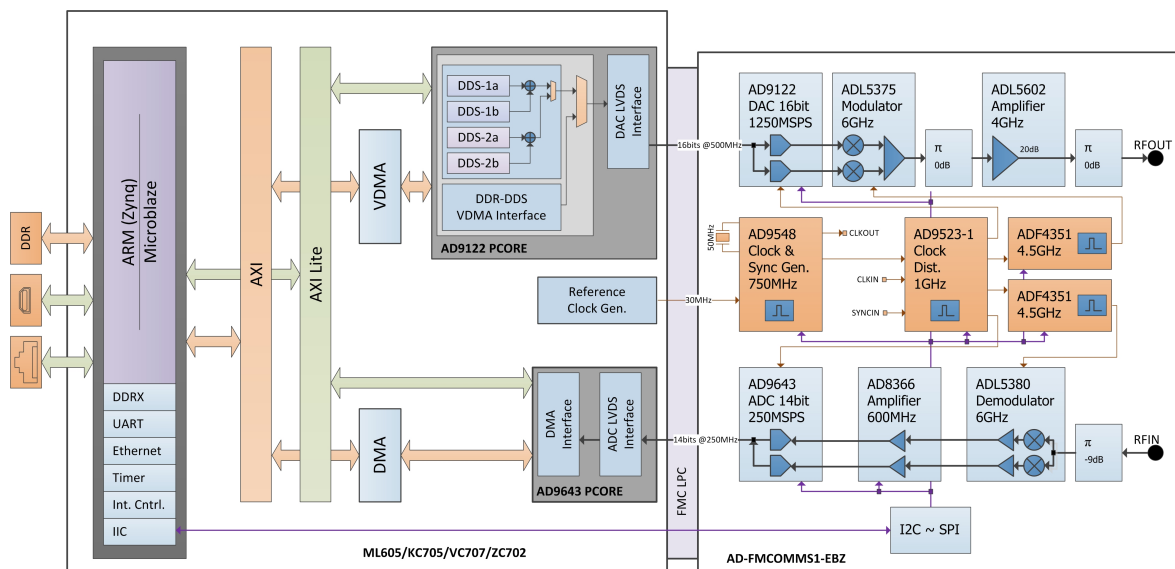 DDR
ARM (Zynq)
Microblaze
DDRX
UART
Ethernet
Timer
Int. Cntrl.
IIC
AXI
AXI Lite
VDMA
DMA
DDS-1a
DDS-1b
DDS-2a
DDS-2b
DDR-DDS
VDMA Interface
DAC LVDS
Interface
AD9122 PCORE
Reference
Clock Gen.
DMA
Interface
ADC LVDS
Interface
AD9643 PCORE
ML605/KC705/VC707/ZC702
FMC LPC
16bits @500MHz
30MHz
14bits @250MHz
AD9122
DAC 16bit
1250MSPS
ADL5375
Modulator
6GHz
π
0dB
ADL5602
Amplifier
4GHz
20dB
π
0dB
RFOUT
50MHz
AD9548
Clock &
Sync Gen.
750MHz
CLKOUT
CLKIN
SYNCIN
AD9523-1
Clock
Dist.
1GHz
ADF4351
4.5GHz
ADF4351
4.5GHz
AD9643
ADC 14bit
250MSPS
AD8366
Amplifier
600MHz
ADL5380
Demodulator
6GHz
π
-9dB
RFIN
I2C ~ SPI
AD-FMCOMMS1-EBZ